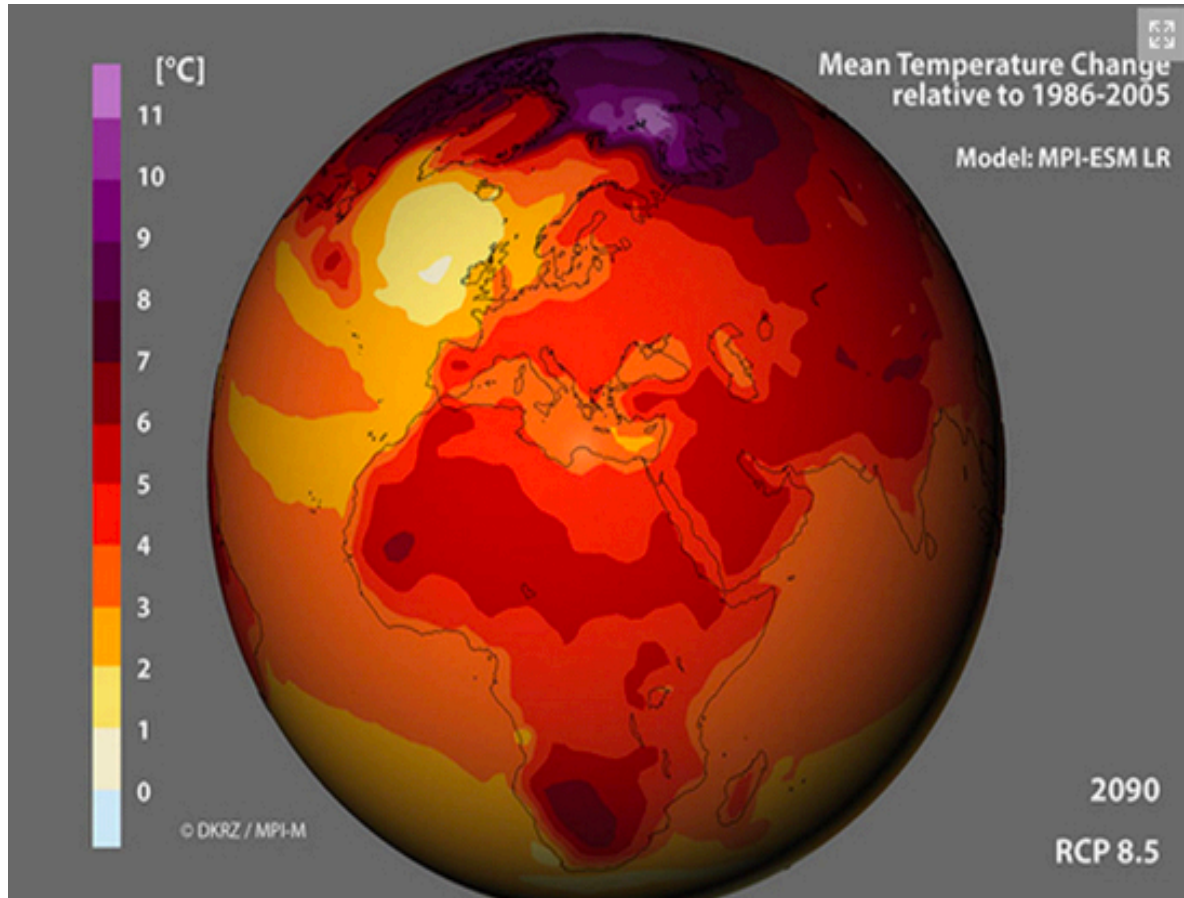 [°C]
11
10
9
8
7
6
5
4
3
2
1
0
© DKRZ / MPI-M
Mean Temperature Change
relative to 1986-2005
Model: MPI-ESM LR
2090
RCP 8.5